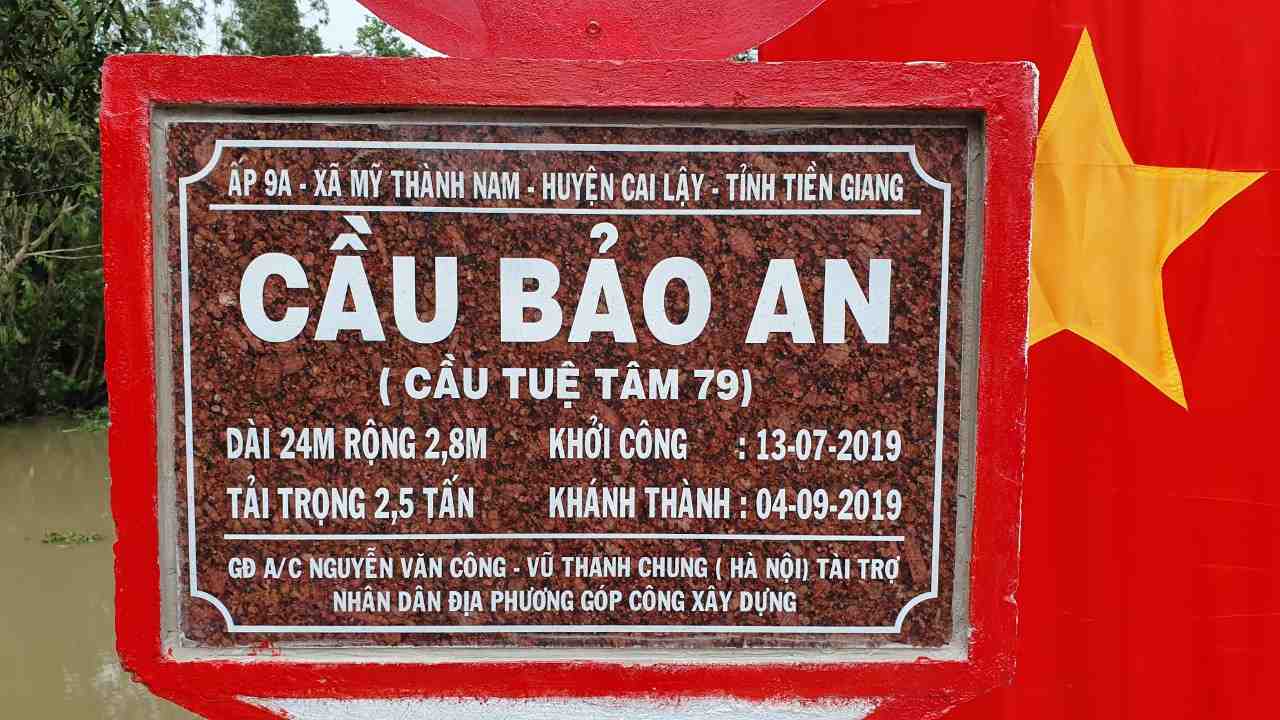 ẤP 9A - XÃ MỸ THÀNH NAM - HUYỆN CAI LẬY - TỈNH TIỀN GIANG
CẦU BẢO AN
( CẦU TUỆ TÂM 79)
DÀI 24M RỘNG 2,8M KHỞI CÔNG : 13-07-2019
TẢI TRỌNG 2,5 TẤN KHÁNH THÀNH : 04-09-2019
GĐ A/C NGUYỄN VĂN CÔNG - VŨ THANH CHUNG ( HÀ NỘI) TÀI TRỢ
NHÂN DÂN ĐỊA PHƯƠNG GÓP CÔNG XÂY DỰNG